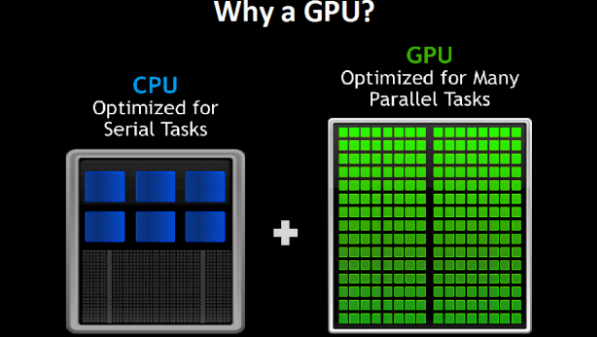 Why a GPU?
CPU
Optimized for
Serial Tasks
GPU
Optimized for Many
Parallel Tasks